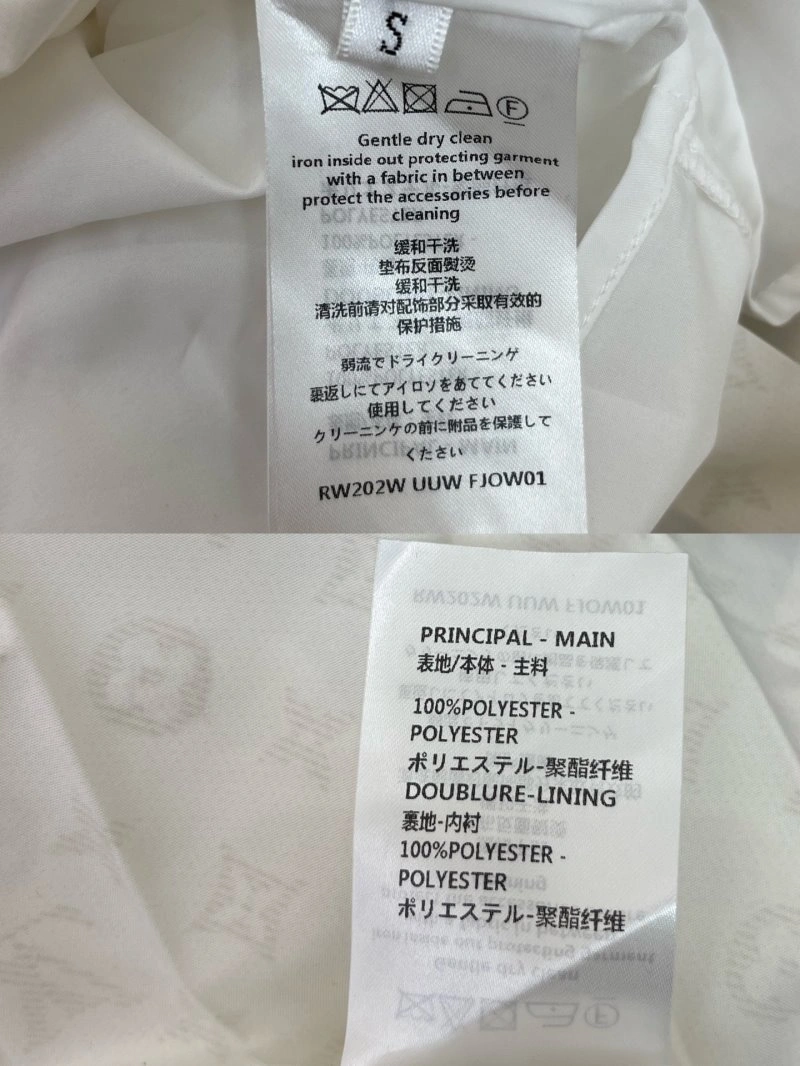 S
F
Gentle dry clean
iron inside out protecting garment
with a fabric in between
protect the accessories before
cleaning
缓和干洗
垫布反面熨烫
缓和干洗
清洗前请对配饰部分采取有效的
保护措施
弱流でドライクリーニンゲ
裹返しにてアイロソをあててください
使用してください
クリーニンケの前に附品を保護して
ください
RW202W UUW FJOW01
PRINCIPAL - MAIN
表地/本体 - 主料
100%POLYESTER -
POLYESTER
ポリエステル-聚酯纤维
DOUBLURE-LINING
裹地-内衬
100%POLYESTER -
POLYESTER
ポリエステル-聚酯纤维